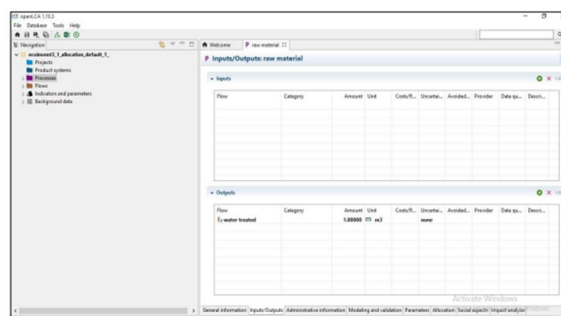 openLCA 1.10.3
File Database Tools Help
Navigation
ecoinvent3_1_allocation_default_1_
Projects
Product systems
Processes
Flows
Indicators and parameters
Background data
Welcome
P raw material
P Inputs/Outputs: raw material
Inputs
Flow Category Amount Unit Costs/R... Uncertai... Avoided... Provider Data qu... Descri...
Outputs
Flow Category Amount Unit Costs/R... Uncertai... Avoided... Provider Data qu... Descri...
water treated 1.00000 m3 none
Activate Windows
General information Inputs/Outputs Administrative information Modeling and validation Parameters Allocation Social aspects Impact analysis